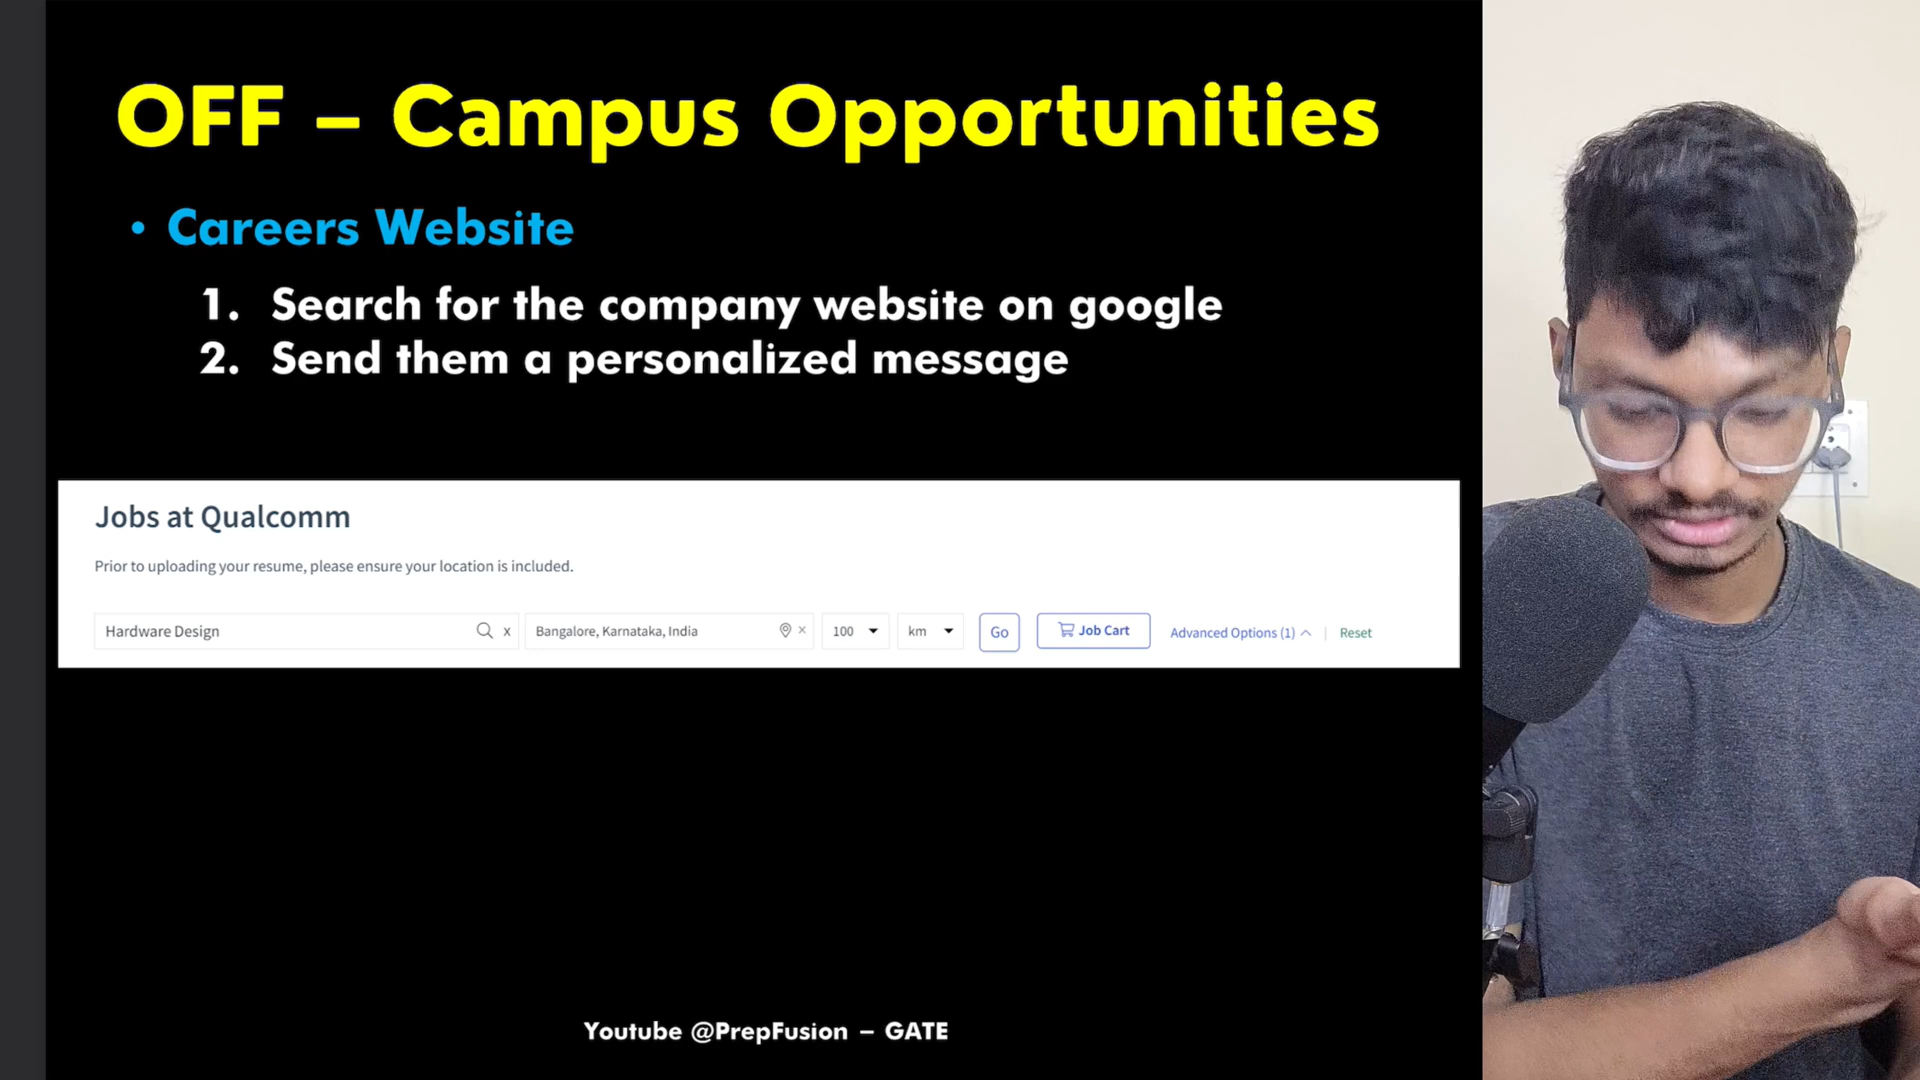 OFF – Campus Opportunities
• Careers Website
1. Search for the company website on google
2. Send them a personalized message
Jobs at Qualcomm
Prior to uploading your resume, please ensure your location is included.
Hardware Design x Bangalore, Karnataka, India × 100 km Go Job Cart Advanced Options (1) | Reset
Youtube @PrepFusion – GATE